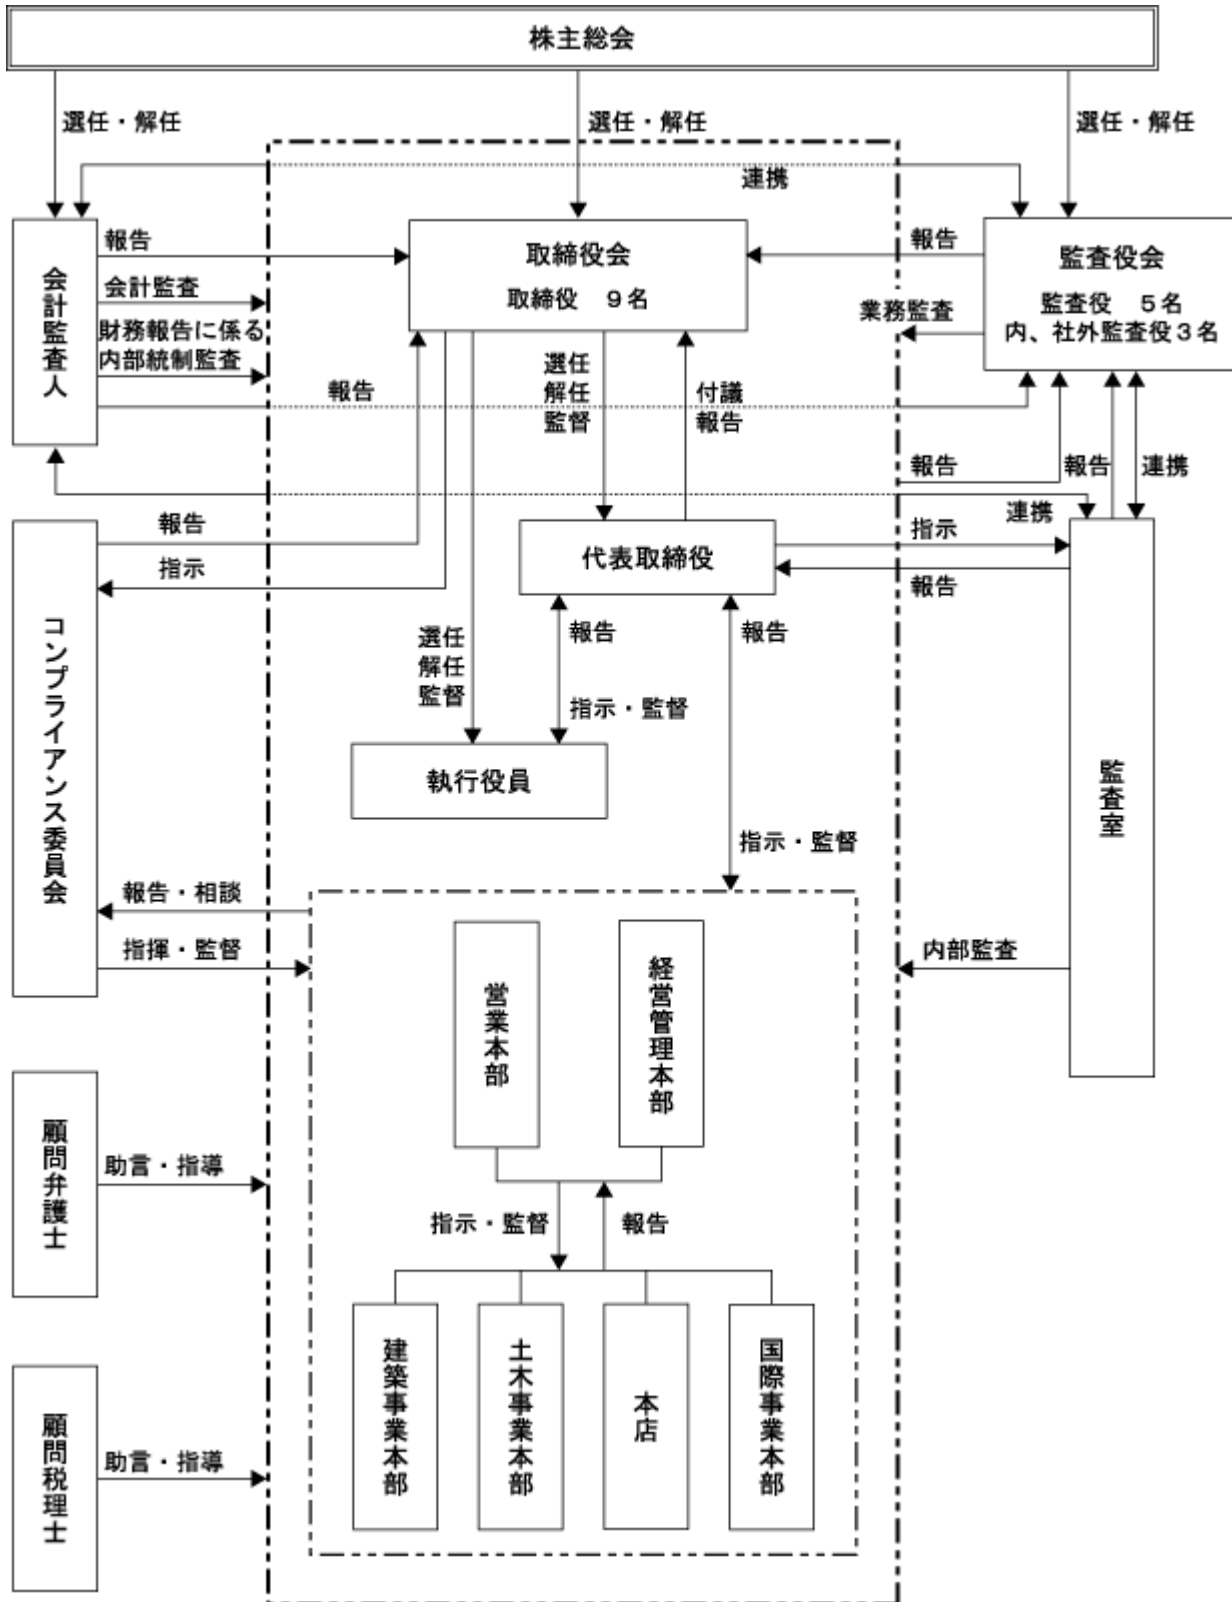 株主総会
選任・解任
選任・解任
選任・解任
連携
会計監査人
報告
会計監査
財務報告に係る
内部統制監査
取締役会
取締役　９名
報告
業務監査
監査役会
監査役　５名
内、社外監査役３名
報告
選任
解任
監督
付議
報告
報告
報告
連携
連携
報告
指示
代表取締役
指示
報告
コンプライアンス委員会
選任
解任
監督
報告
指示・監督
報告
指示・監督
執行役員
監査室
報告・相談
指揮・監督
内部監査
営業本部
経営管理本部
顧問弁護士
助言・指導
指示・監督
報告
建築事業本部
土木事業本部
本店
国際事業本部
顧問税理士
助言・指導